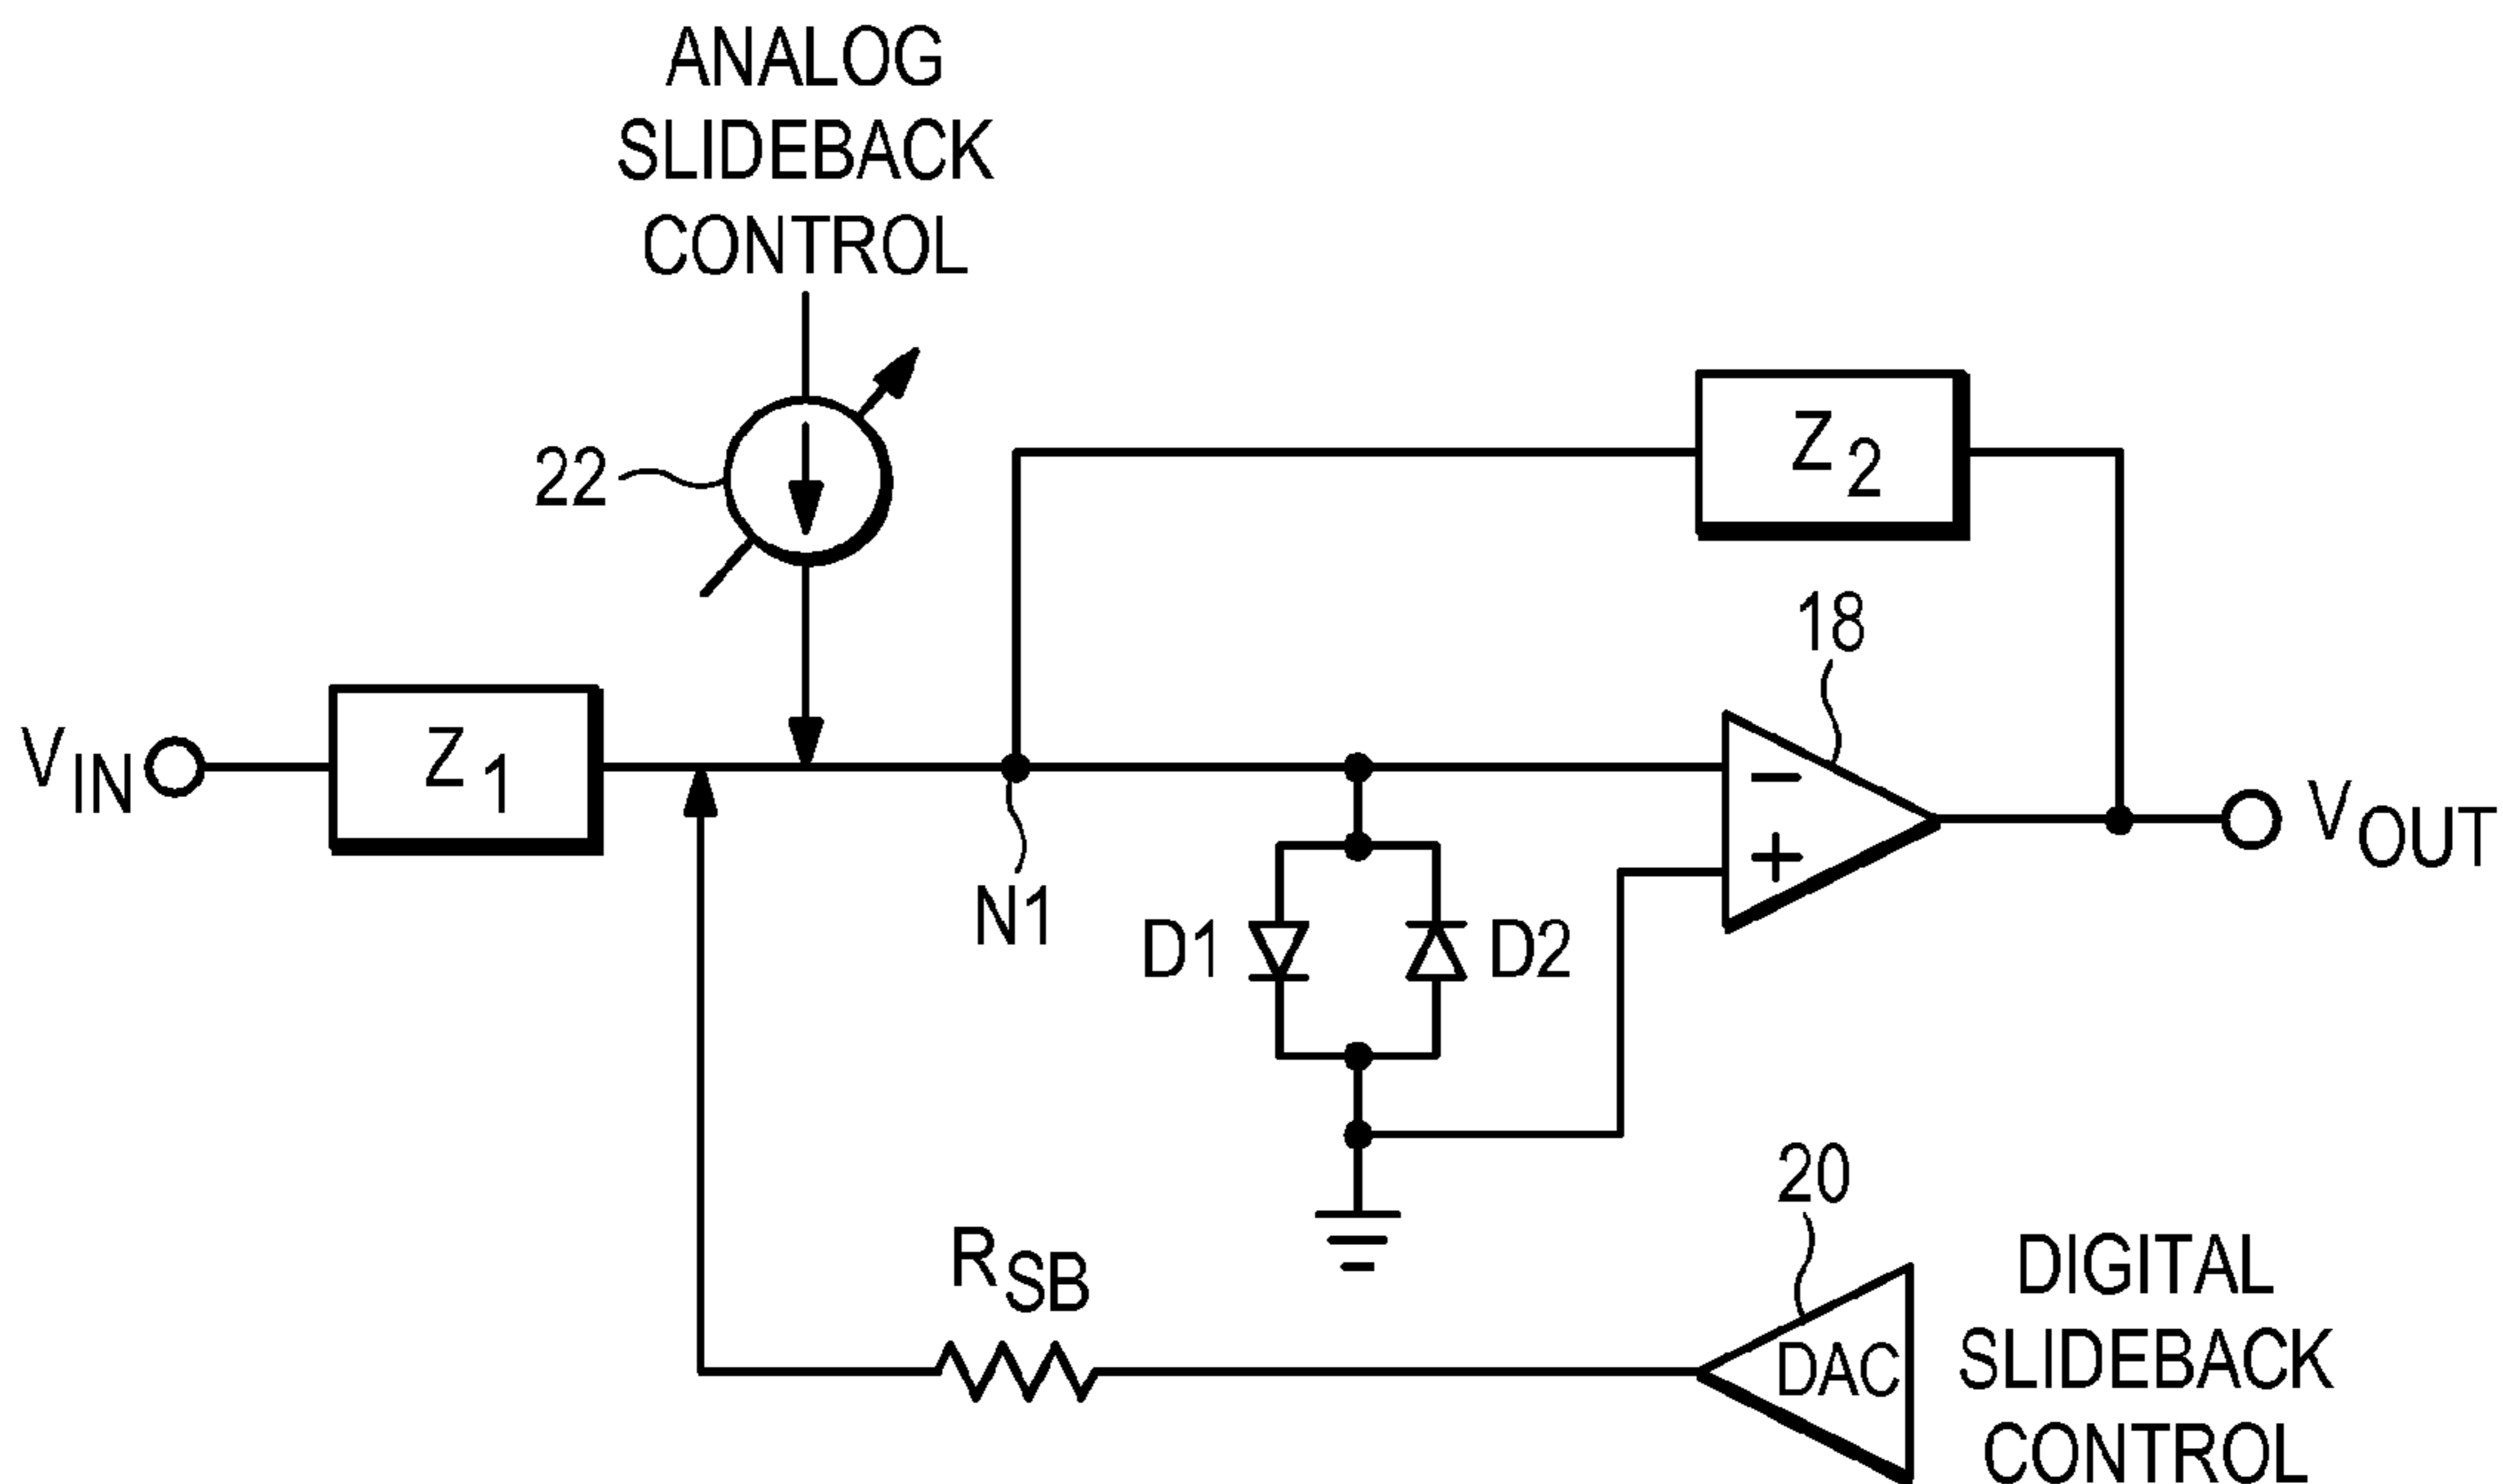 ANALOG
SLIDEBACK
CONTROL
22
Z2
18
VIN
Z1
N1
D1
D2
−
+
VOUT
20
RSB
DAC
DIGITAL
SLIDEBACK
CONTROL